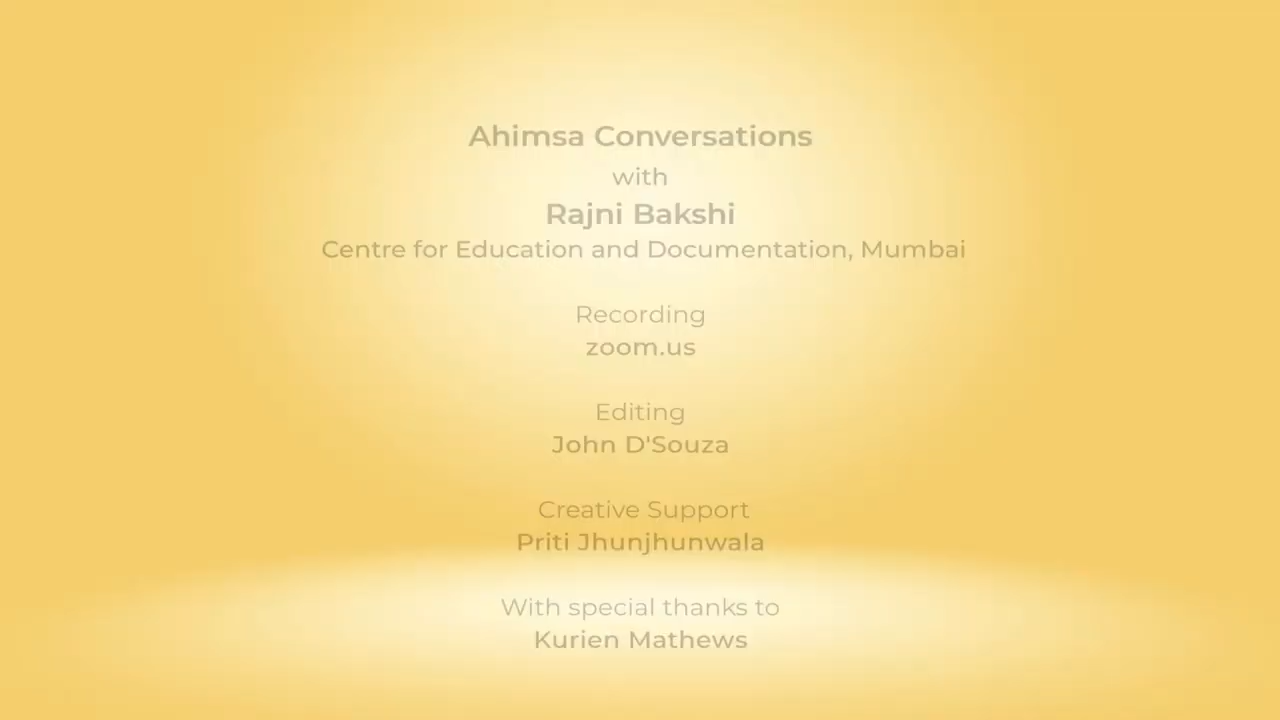 Ahimsa Conversations
with
Rajni Bakshi
Centre for Education and Documentation, Mumbai
Recording
zoom.us
Editing
John D'Souza
Creative Support
Priti Jhunjhunwala
With special thanks to
Kurien Mathews